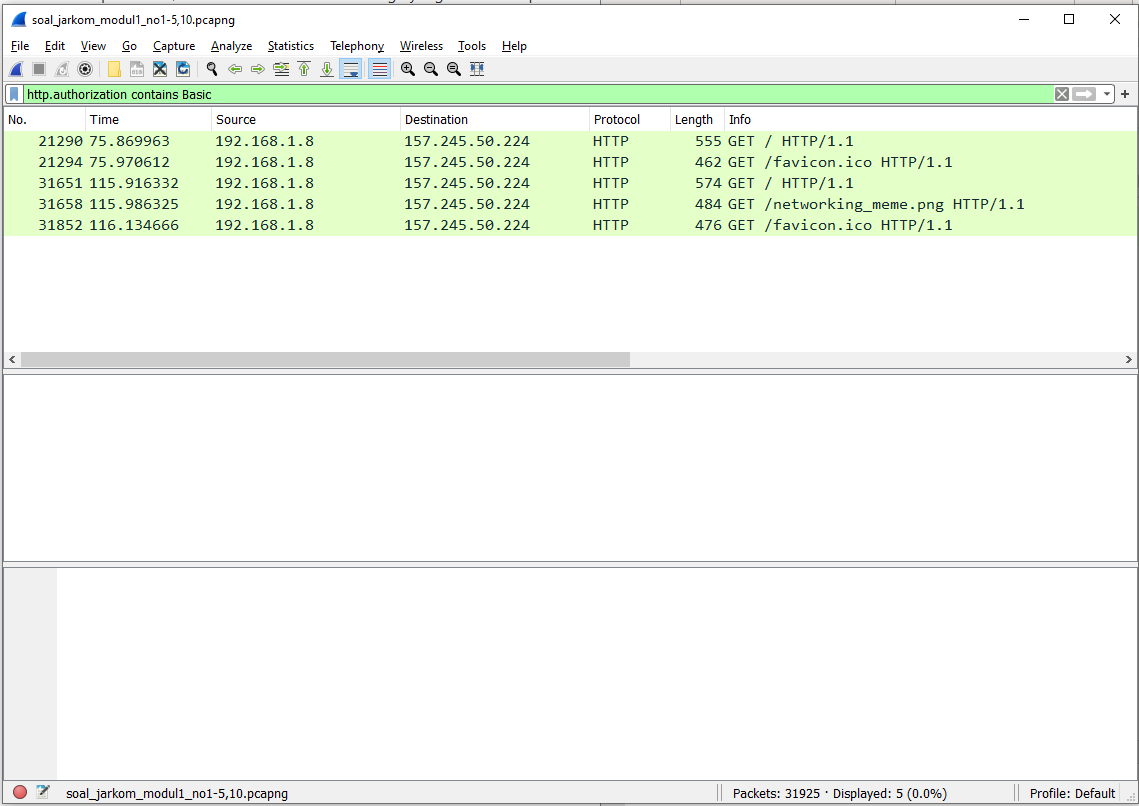 soal_jarkom_modul1_no1-5,10.pcapng
File Edit View Go Capture Analyze Statistics Telephony Wireless Tools Help
http.authorization contains Basic
No. Time Source Destination Protocol Length Info
21290 75.869963 192.168.1.8 157.245.50.224 HTTP 555 GET / HTTP/1.1
21294 75.970612 192.168.1.8 157.245.50.224 HTTP 462 GET /favicon.ico HTTP/1.1
31651 115.916332 192.168.1.8 157.245.50.224 HTTP 574 GET / HTTP/1.1
31658 115.986325 192.168.1.8 157.245.50.224 HTTP 484 GET /networking_meme.png HTTP/1.1
31852 116.134666 192.168.1.8 157.245.50.224 HTTP 476 GET /favicon.ico HTTP/1.1
soal_jarkom_modul1_no1-5,10.pcapng Packets: 31925 · Displayed: 5 (0.0%) Profile: Default